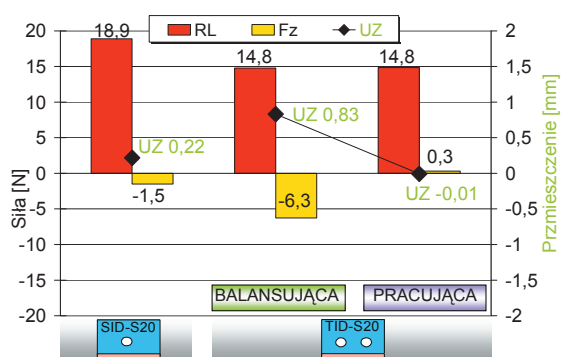 RL Fz UZ
20 2
15 1,5
10 1
5 0,5
0 0
-5 -0,5
-10 -1
-15 -1,5
-20 -2
Siła [N]
Przmieszczenie [mm]
18,9 14,8 14,8
UZ 0,22 UZ 0,83
-1,5 -6,3 0,3
UZ -0,01
BALANSUJĄCA PRACUJĄCA
SID-S20 TID-S20